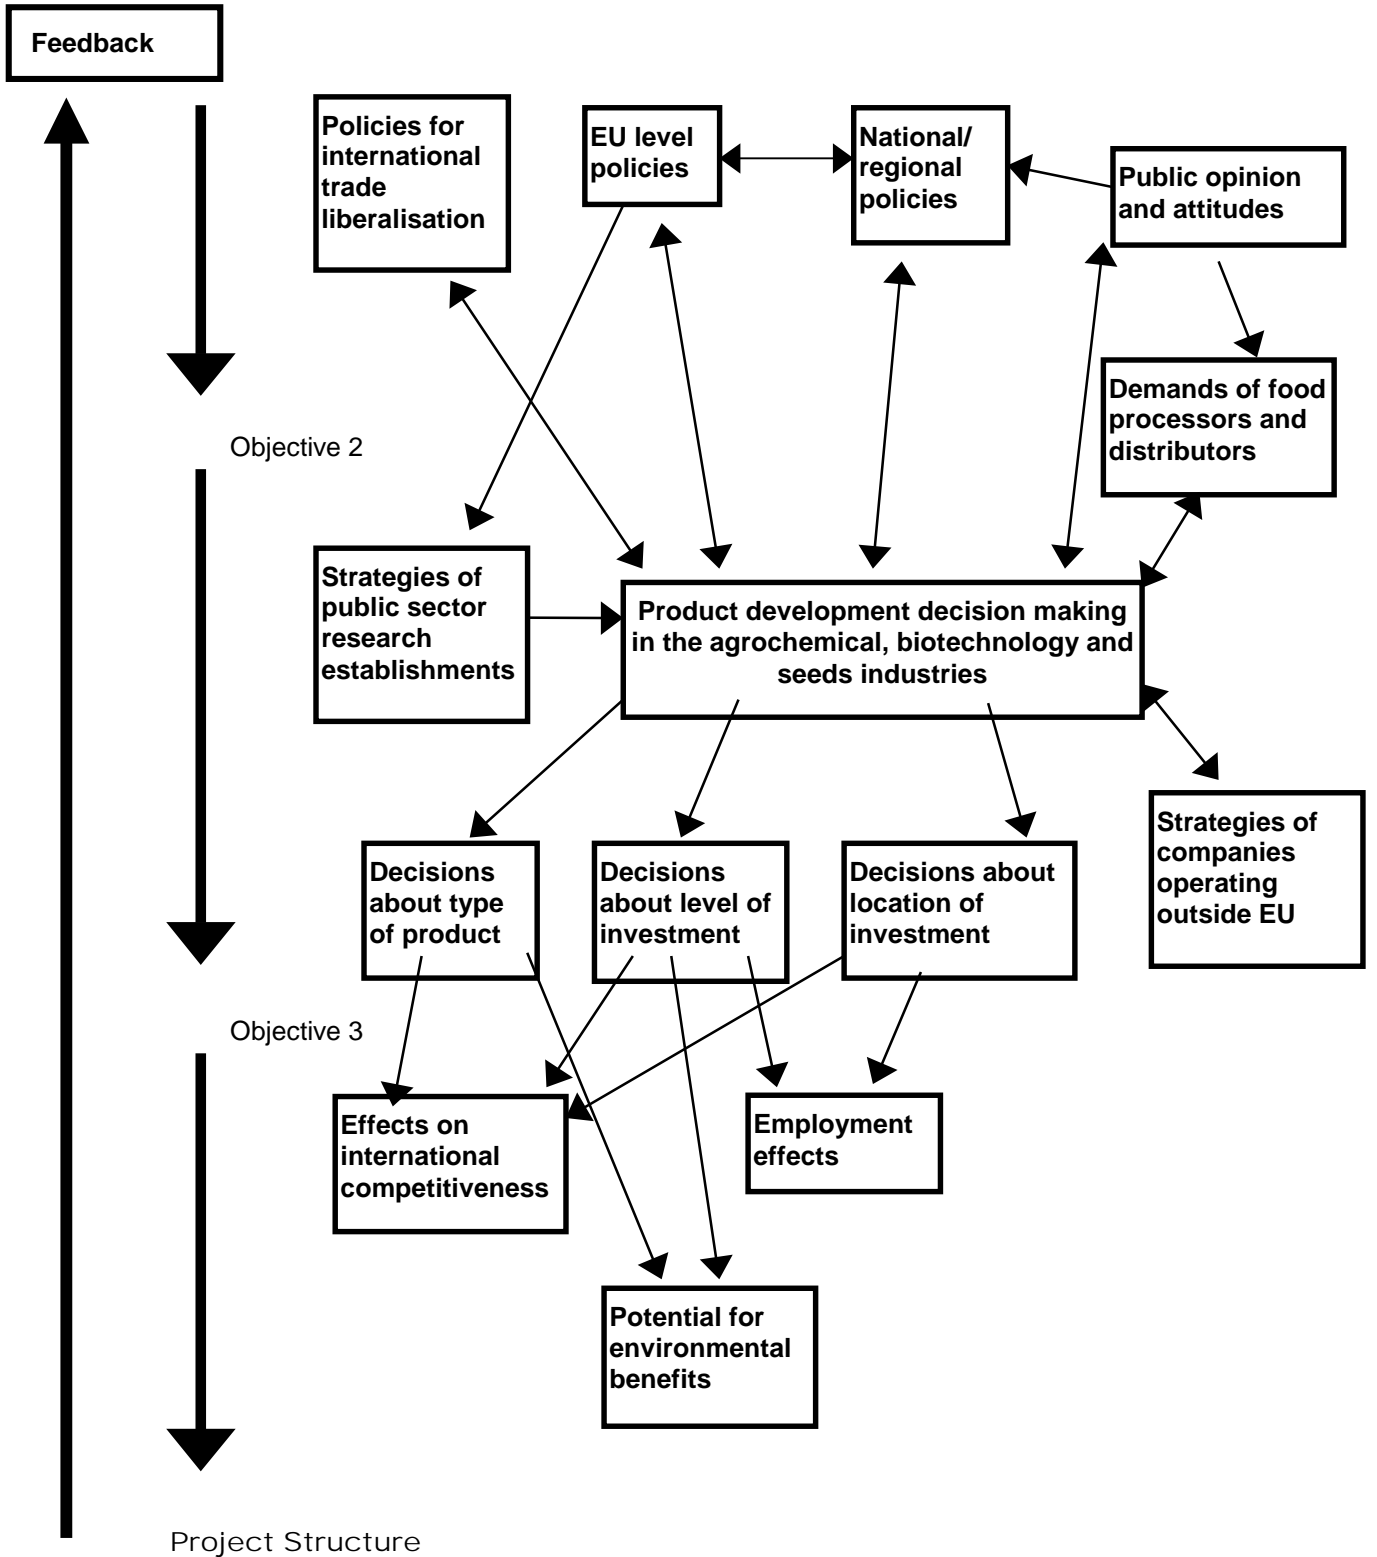 Feedback
Policies for
international
trade
liberalisation
EU level
policies
National/
regional
policies
Public opinion
and attitudes
Demands of food
processors and
distributors
Objective 2
Strategies of
public sector
research
establishments
Product development decision making
in the agrochemical, biotechnology and
seeds industries
Strategies of
companies
operating
outside EU
Decisions
about type
of product
Decisions
about level of
investment
Decisions about
location of
investment
Objective 3
Effects on
international
competitiveness
Employment
effects
Potential for
environmental
benefits
Project Structure